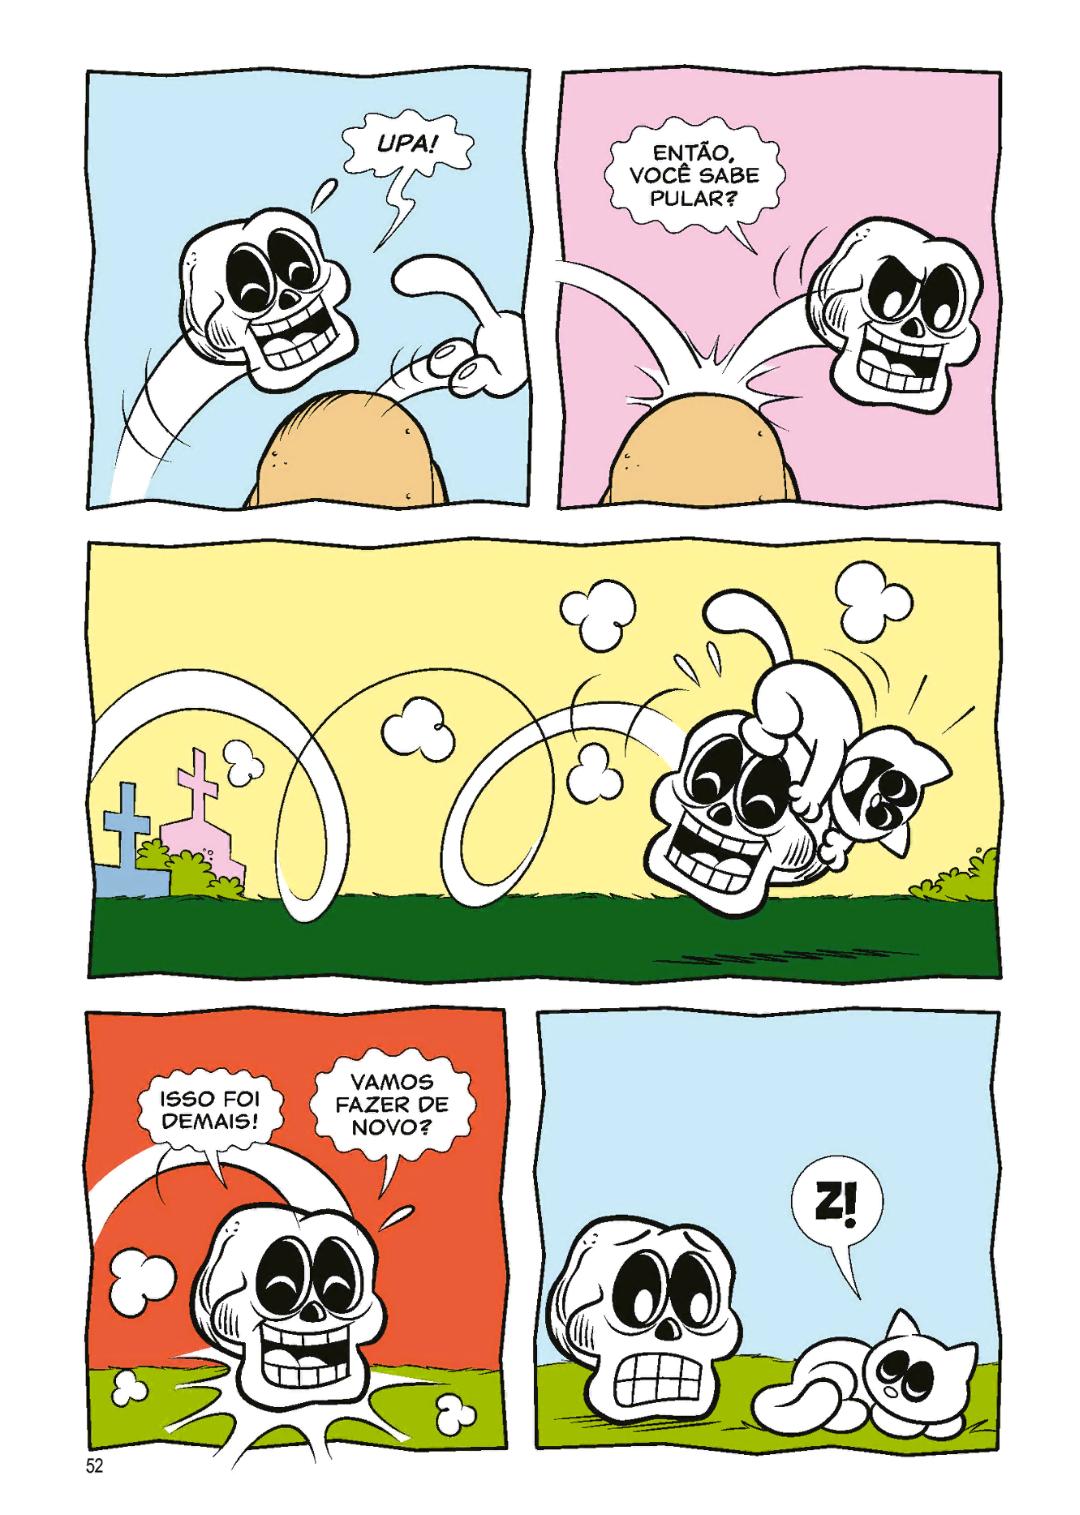 UPA!
ENTÃO,
VOCÊ SABE
PULAR?
ISSO FOI
DEMAIS!
VAMOS
FAZER DE
NOVO?
Z!
52